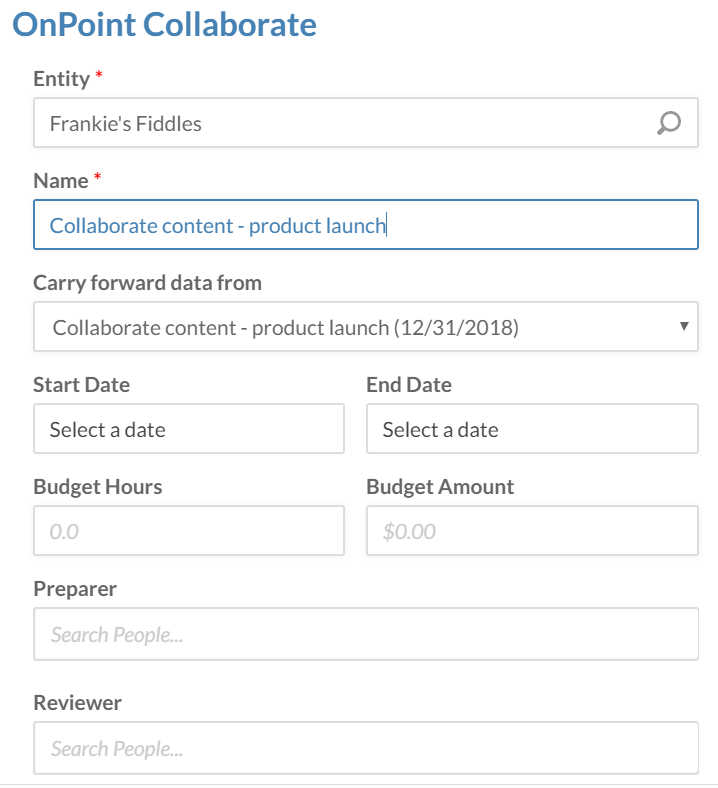 OnPoint Collaborate
Entity *
Frankie's Fiddles
Name *
Collaborate content - product launch
Carry forward data from
Collaborate content - product launch (12/31/2018)
Start Date End Date
Select a date Select a date
Budget Hours Budget Amount
0.0 $0.00
Preparer
Search People...
Reviewer
Search People...